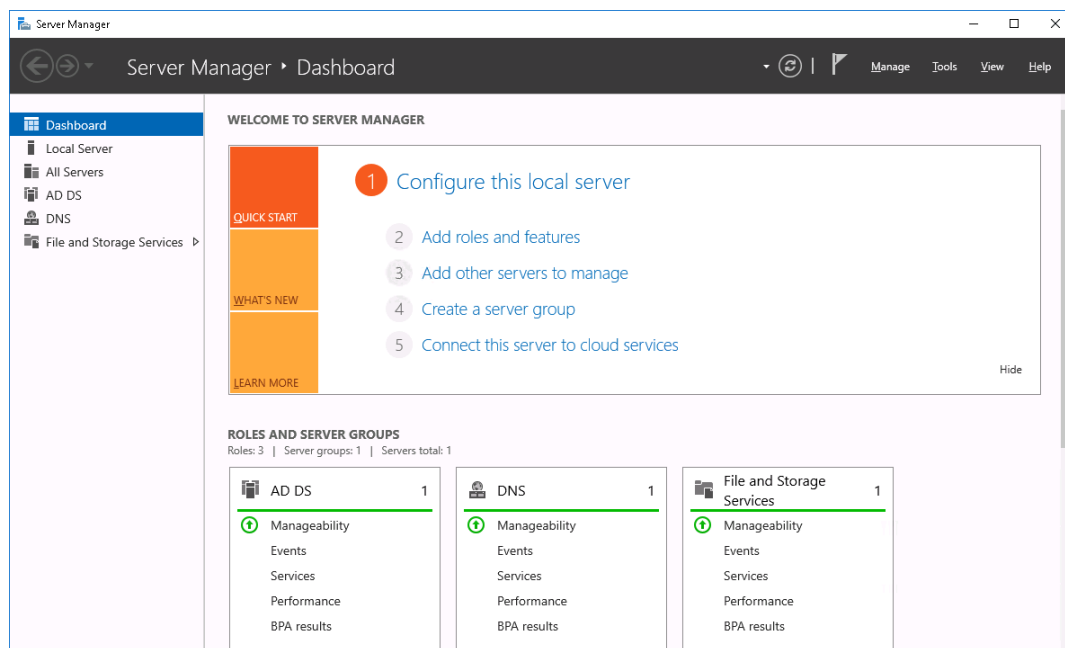 Server Manager
Server Manager ‣ Dashboard
Manage Tools View Help
Dashboard
Local Server
All Servers
AD DS
DNS
File and Storage Services
WELCOME TO SERVER MANAGER
QUICK START
WHAT'S NEW
LEARN MORE
1 Configure this local server
2 Add roles and features
3 Add other servers to manage
4 Create a server group
5 Connect this server to cloud services
Hide
ROLES AND SERVER GROUPS
Roles: 3 | Server groups: 1 | Servers total: 1
AD DS 1
Manageability
Events
Services
Performance
BPA results
DNS 1
Manageability
Events
Services
Performance
BPA results
File and Storage
Services 1
Manageability
Events
Services
Performance
BPA results